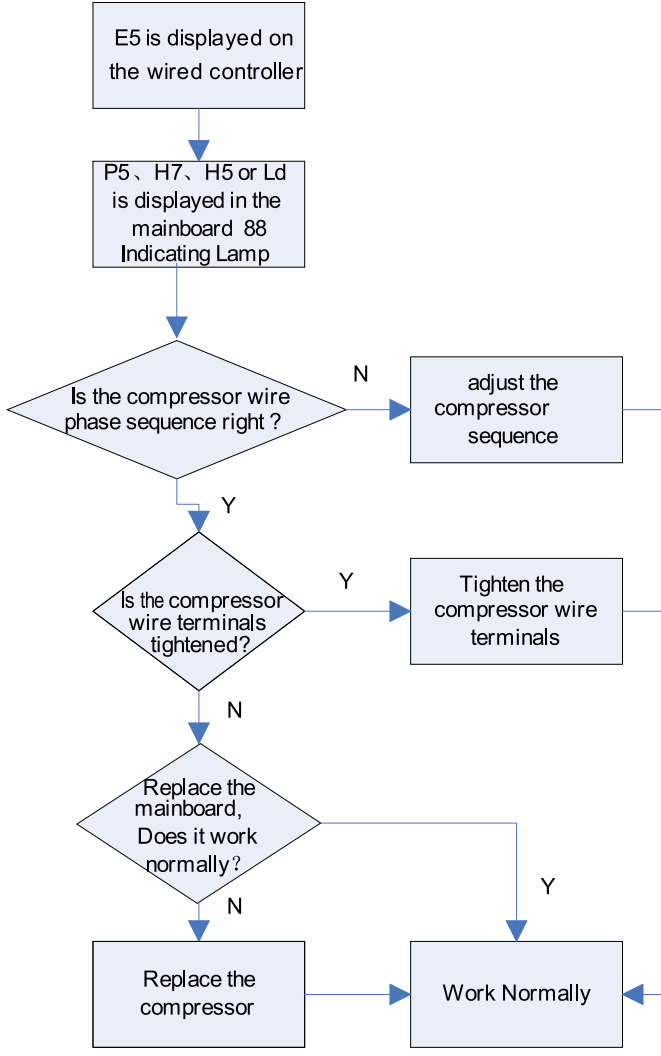 E5 is displayed on
the wired controller
P5、H7、H5 or Ld
is displayed in the
mainboard 88
Indicating Lamp
Is the compressor wire
phase sequence right ?
N
adjust the
compressor
sequence
Y
Is the compressor
wire terminals
tightened?
Y
Tighten the
compressor wire
terminals
N
Replace the
mainboard,
Does it work
normally？
Y
N
Replace the
compressor
Work Normally